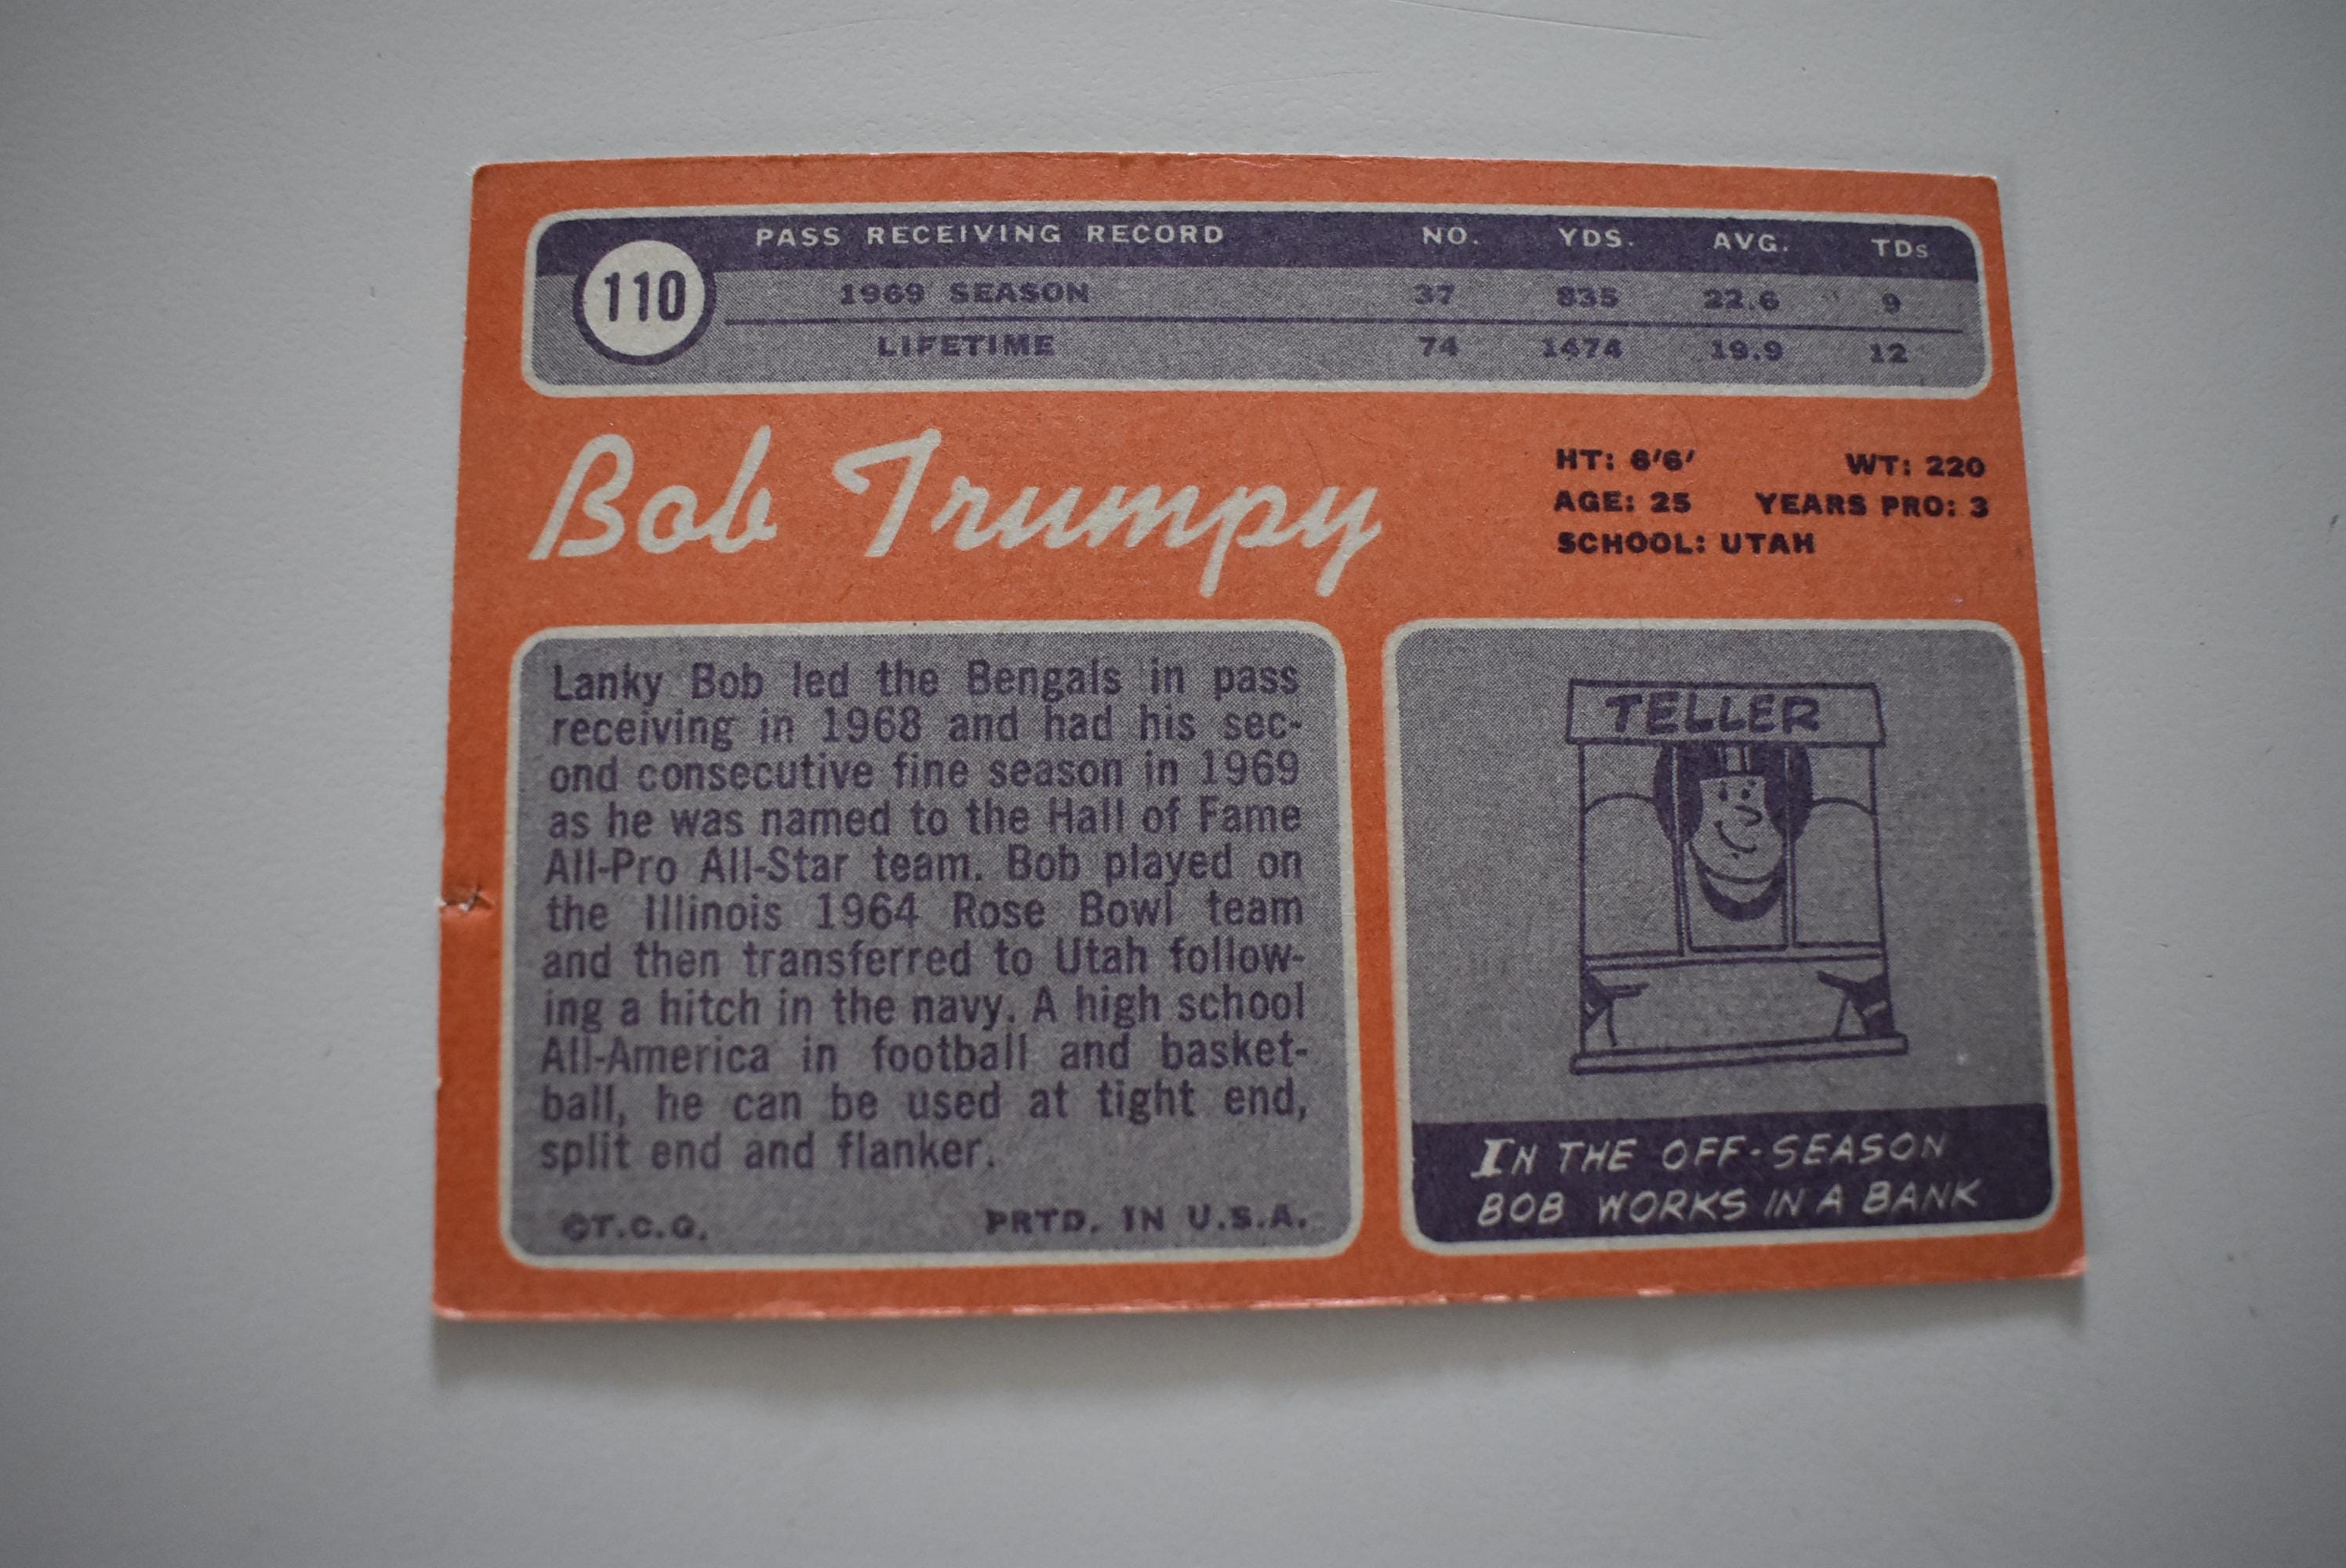 110
PASS RECEIVING RECORD NO. YDS. AVG. TDs
1969 SEASON 37 835 22.6 9
LIFETIME 74 1474 19.9 12
Bob Trumpy
HT: 6'6' WT: 220
AGE: 25 YEARS PRO: 3
SCHOOL: UTAH
Lanky Bob led the Bengals in pass
receiving in 1968 and had his sec-
ond consecutive fine season in 1969
as he was named to the Hall of Fame
All-Pro All-Star team. Bob played on
the Illinois 1964 Rose Bowl team
and then transferred to Utah follow-
ing a hitch in the navy. A high school
All-America in football and basket-
ball, he can be used at tight end,
split end and flanker.
©T.C.G. PRTD. IN U.S.A.
TELLER
IN THE OFF-SEASON
BOB WORKS IN A BANK